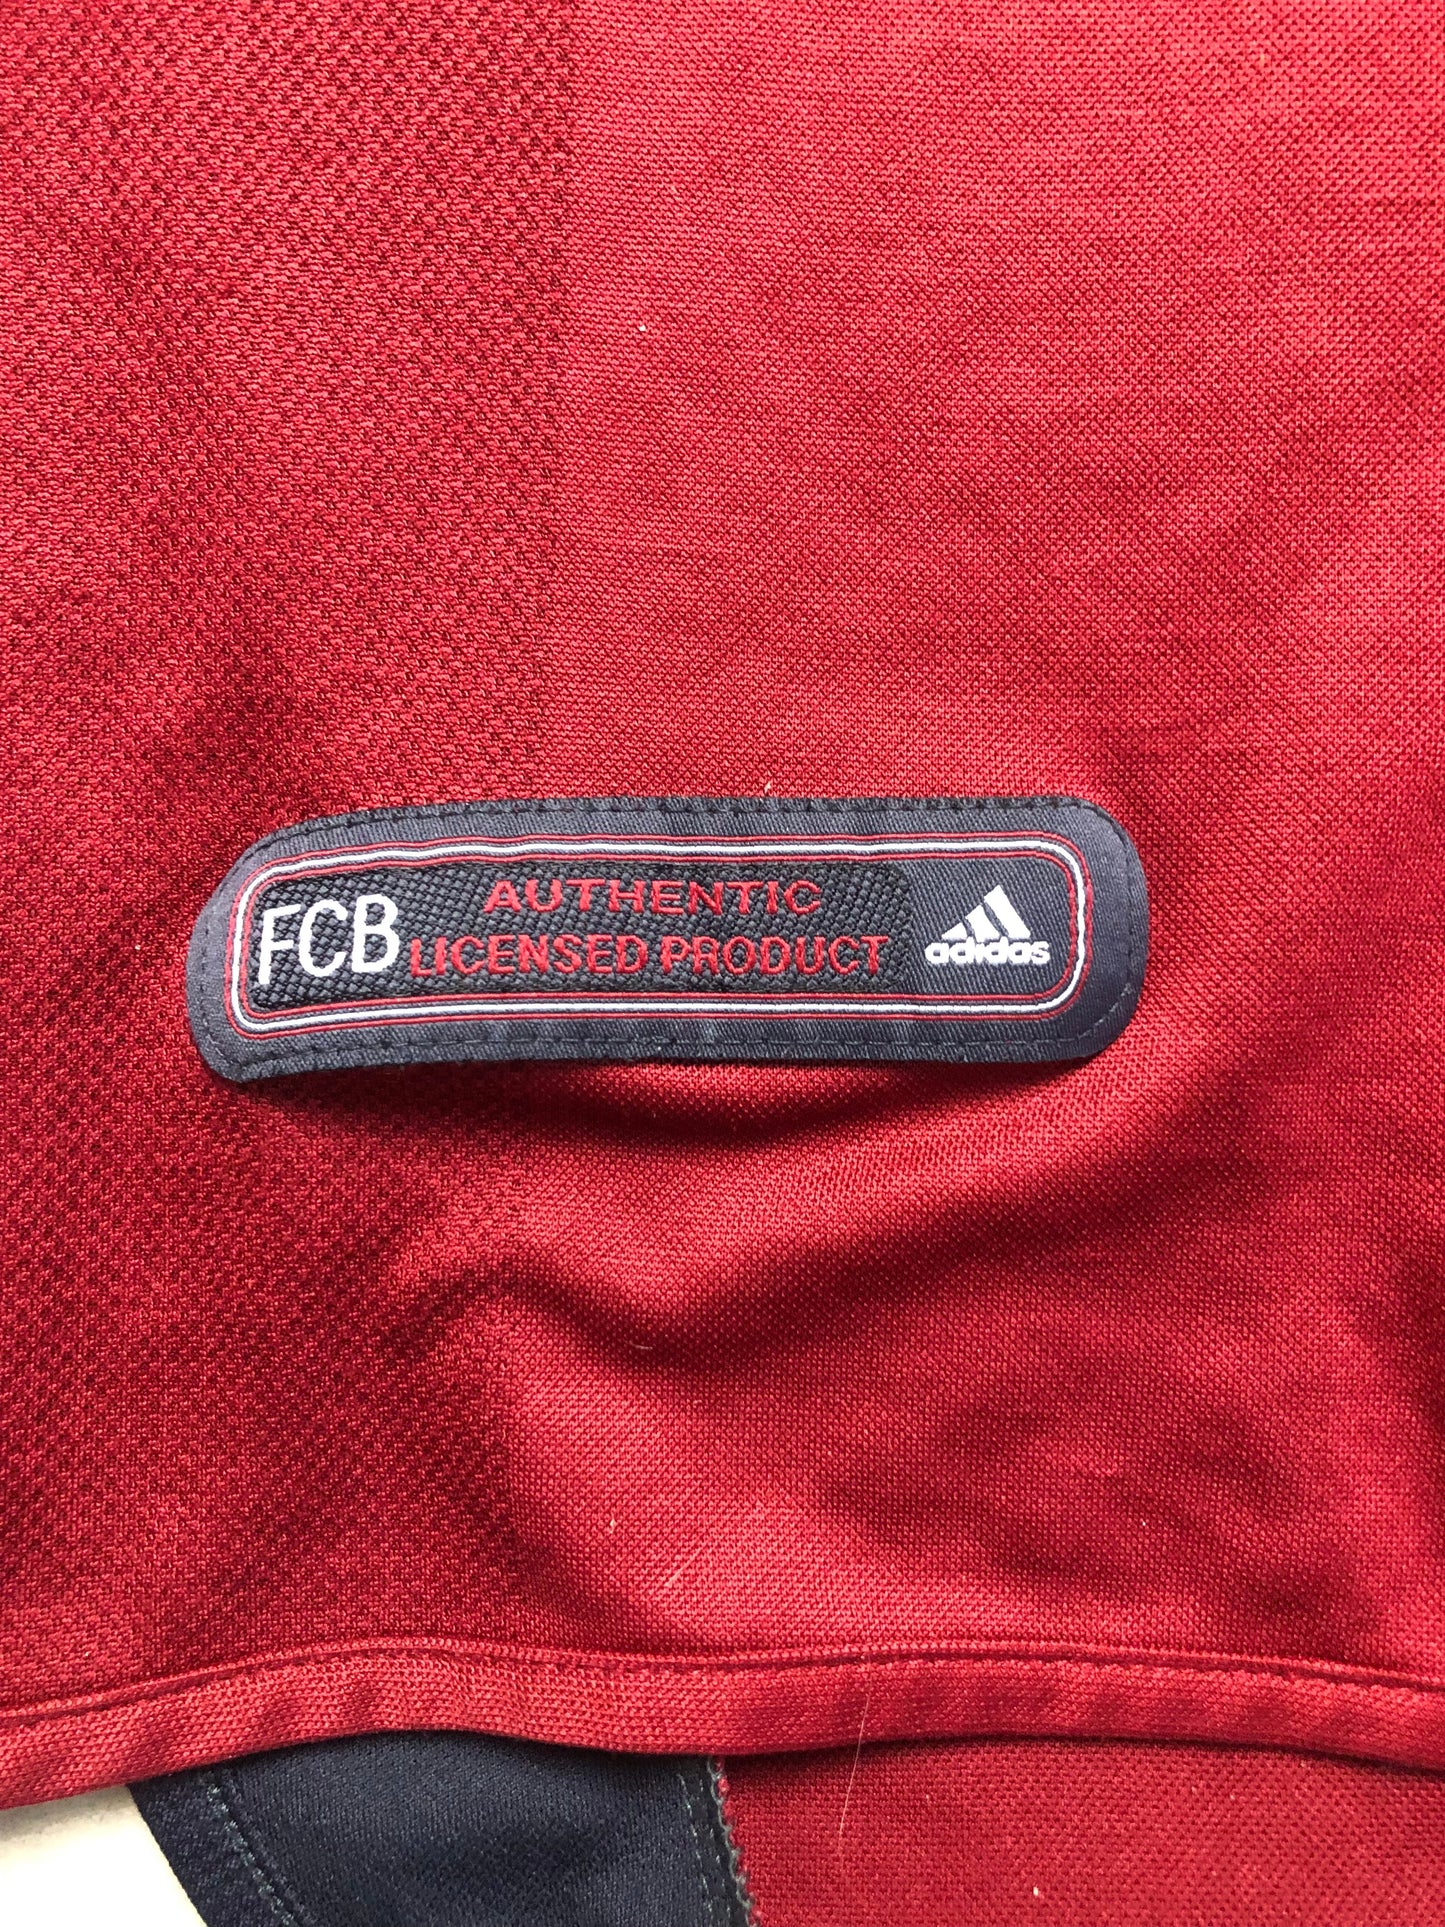 FCB
AUTHENTIC
LICENSED PRODUCT
adidas